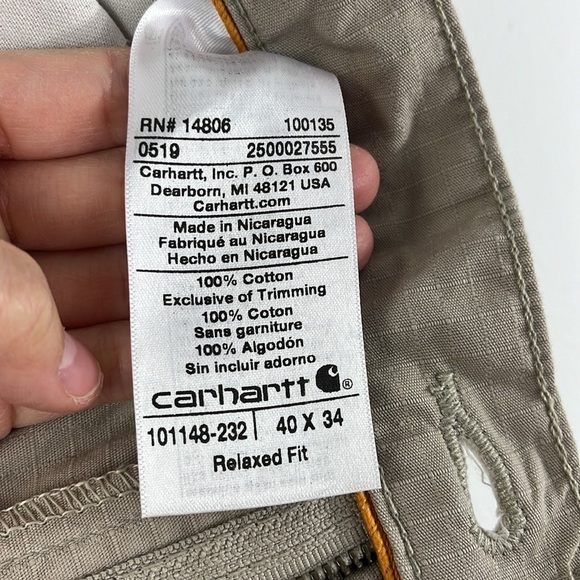 RN# 14806 100135
0519 2500027555
Carhartt, Inc. P. O. Box 600
Dearborn, MI 48121 USA
Carhartt.com
Made in Nicaragua
Fabriqué au Nicaragua
Hecho en Nicaragua
100% Cotton
Exclusive of Trimming
100% Coton
Sans garniture
100% Algodón
Sin incluir adorno
carhartt ®
101148-232 40 X 34
Relaxed Fit